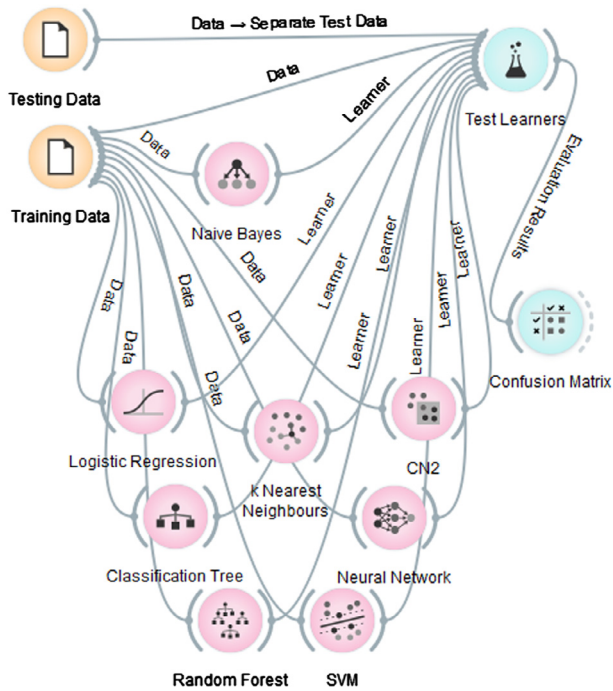 Data → Separate Test Data
Testing Data
Data
Learner
Test Learners
Data
Training Data
Naive Bayes
Evaluation Results
Learner
Data
Learner
Learner
Learner
Data
Data
Data
Data
Learner
Learner
Learner
Data
Confusion Matrix
Logistic Regression
k Nearest
Neighbours
CN2
Classification Tree
Neural Network
Random Forest
SVM